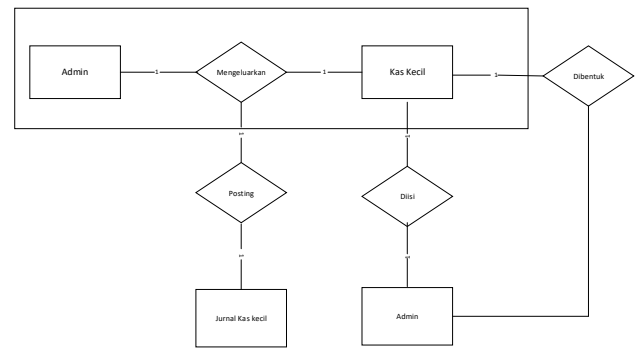 Admin
1
Mengeluarkan
1
Kas Kecil
1
Dibentuk
1
1
Posting
Diisi
1
1
Jurnal Kas kecil
Admin